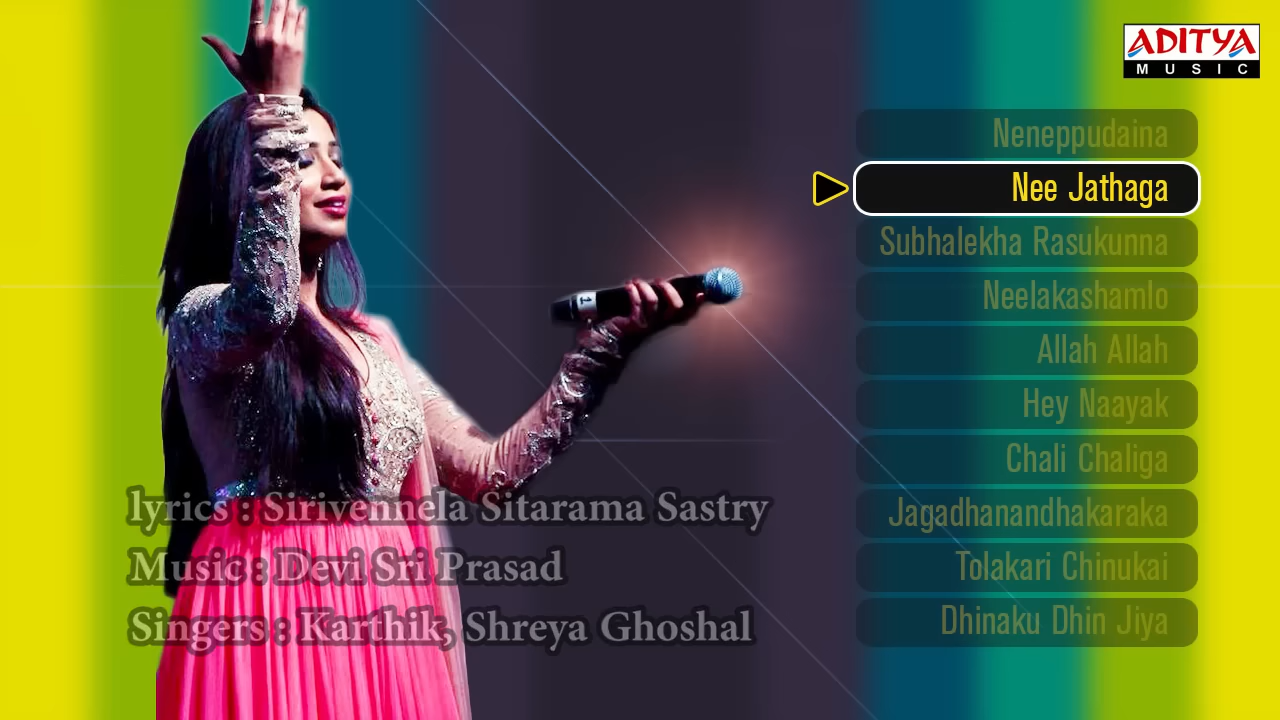 ADITYA
MUSIC
Neneppudaina
Nee Jathaga
Subhalekha Rasukunna
Neelakashamlo
Allah Allah
Hey Naayak
Chali Chaliga
Jagadhanandhakaraka
Tolakari Chinukai
Dhinaku Dhin Jiya
lyrics : Sirivennela Sitarama Sastry
Music : Devi Sri Prasad
Singers : Karthik, Shreya Ghoshal
1